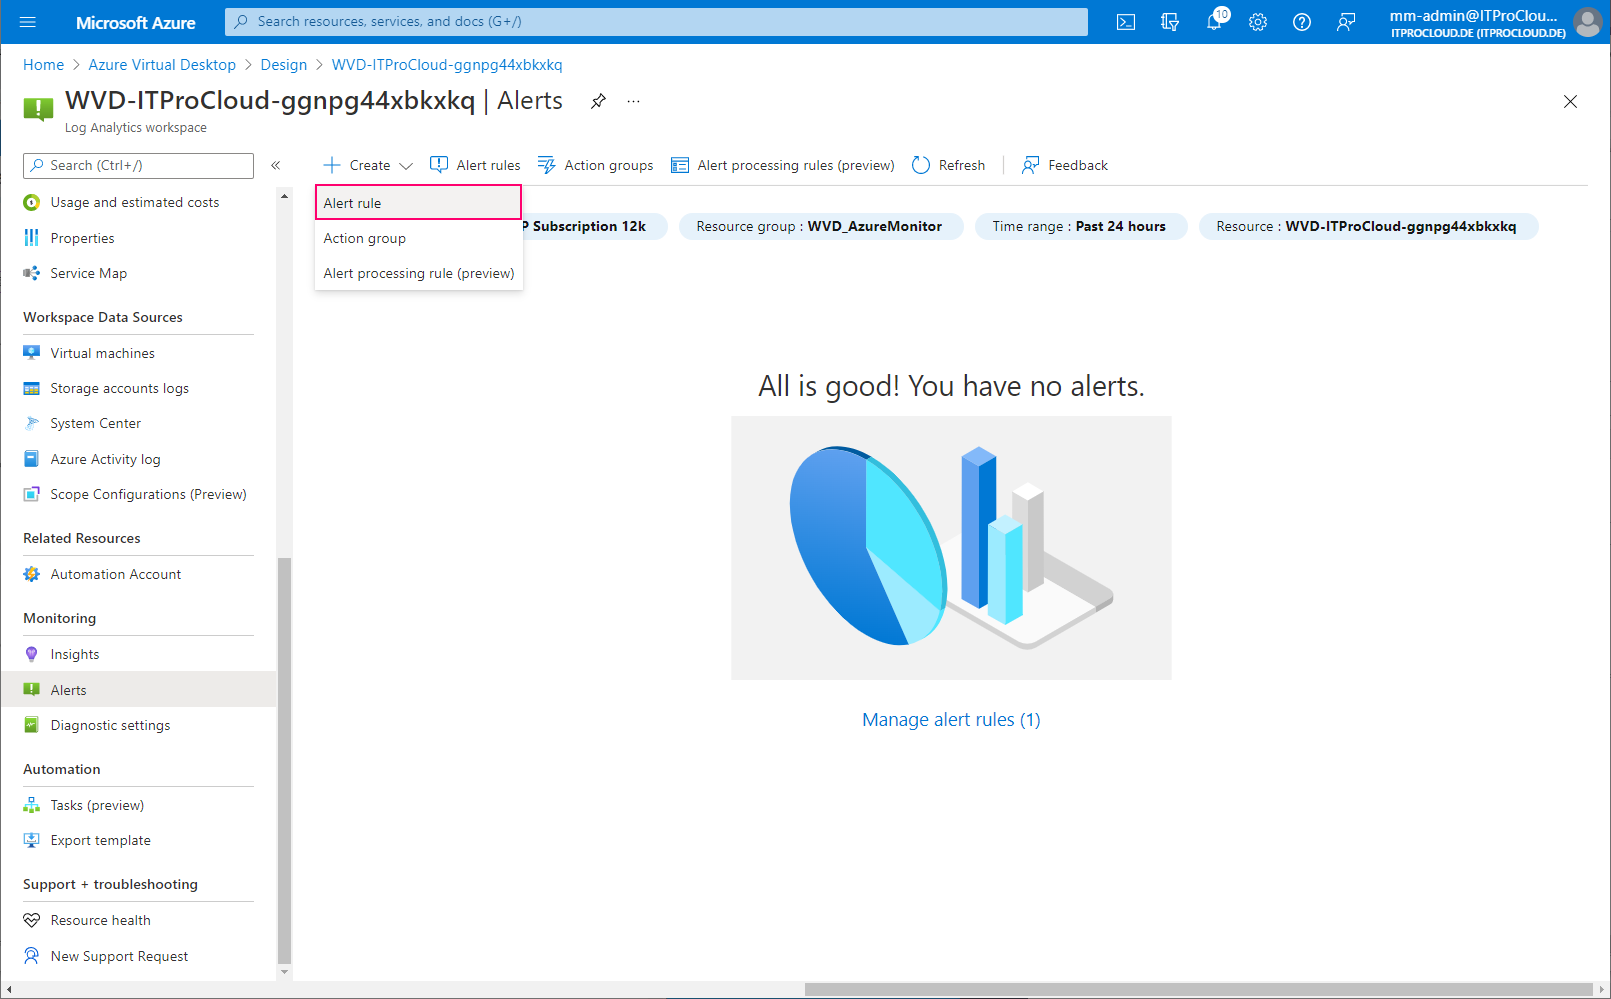 Microsoft Azure
Search resources, services, and docs (G+/)
10
mm-admin@ITProClou...
ITPROCLOUD.DE (ITPROCLOUD.DE)
Home > Azure Virtual Desktop > Design > WVD-ITProCloud-ggnpg44xbkxkq
WVD-ITProCloud-ggnpg44xbkxkq | Alerts ...
Log Analytics workspace
Search (Ctrl+/) «
Create Alert rules Action groups Alert processing rules (preview) Refresh Feedback
Alert rule
Action group
Alert processing rule (preview)
P Subscription 12k Resource group : WVD_AzureMonitor Time range : Past 24 hours Resource : WVD-ITProCloud-ggnpg44xbkxkq
Usage and estimated costs
Properties
Service Map
Workspace Data Sources
Virtual machines
Storage accounts logs
System Center
Azure Activity log
Scope Configurations (Preview)
Related Resources
Automation Account
Monitoring
Insights
Alerts
Diagnostic settings
Automation
Tasks (preview)
Export template
Support + troubleshooting
Resource health
New Support Request
All is good! You have no alerts.
Manage alert rules (1)